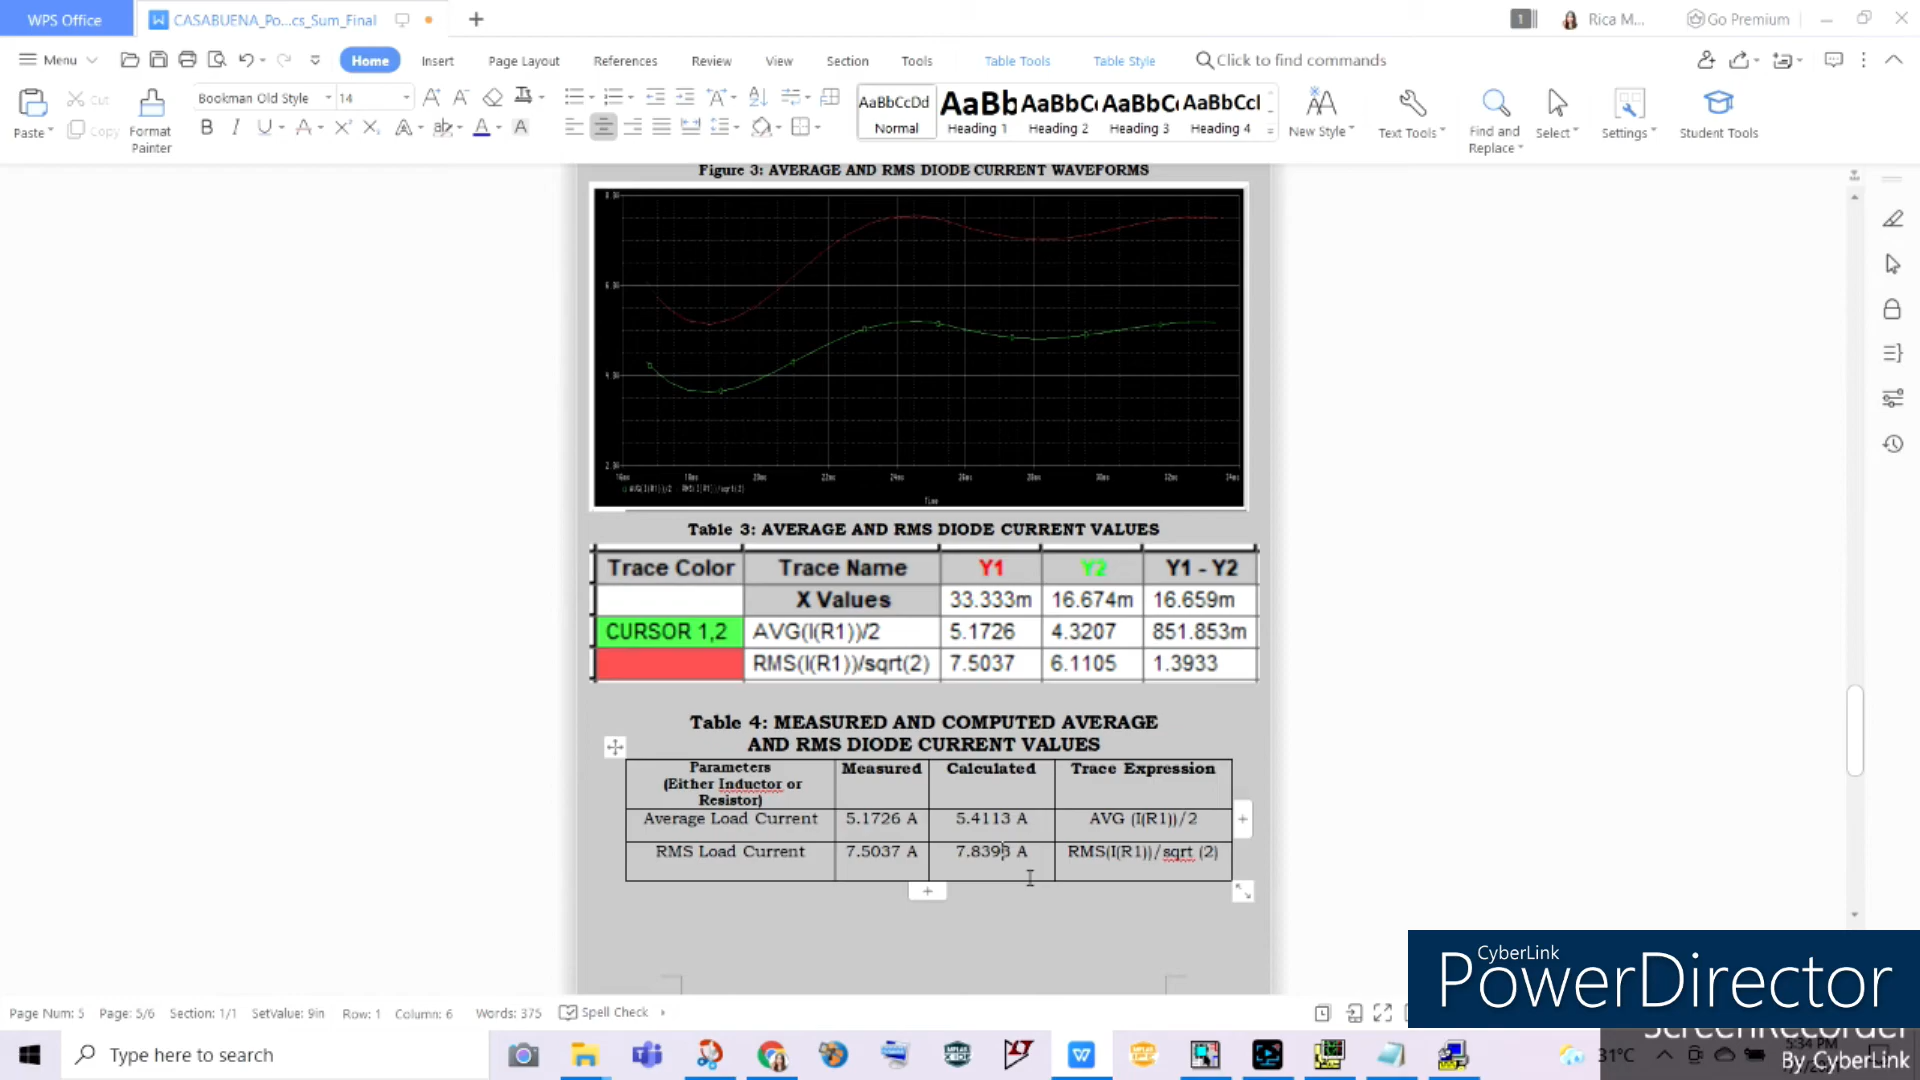 WPS Office
CASABUENA_Po...cs_Sum_Final
1
Rica M...
Go Premium
Menu
Home
Insert
Page Layout
References
Review
View
Section
Tools
Table Tools
Table Style
Click to find commands
Paste
Cut
Copy
Format Painter
Bookman Old Style
14
AaBbCcDd
Normal
Heading 1
Heading 2
Heading 3
Heading 4
New Style
Text Tools
Find and Replace
Select
Settings
Student Tools
Figure 3: AVERAGE AND RMS DIODE CURRENT WAVEFORMS
Time
Table 3: AVERAGE AND RMS DIODE CURRENT VALUES
Trace Color Trace Name Y1 Y2 Y1 - Y2
X Values 33.333m 16.674m 16.659m
CURSOR 1,2 AVG(I(R1))/2 5.1726 4.3207 851.853m
RMS(I(R1))/sqrt(2) 7.5037 6.1105 1.3933
Table 4: MEASURED AND COMPUTED AVERAGE
AND RMS DIODE CURRENT VALUES
Parameters
(Either Inductor or
Resistor)
Measured
Calculated
Trace Expression
Average Load Current 5.1726 A 5.4113 A AVG (I(R1))/2
RMS Load Current 7.5037 A 7.8393 A RMS(I(R1))/sqrt (2)
Page Num: 5 Page: 5/6 Section: 1/1 SetValue: 9in Row: 1 Column: 6 Words: 375 Spell Check
CyberLink
PowerDirector
Type here to search
31°C
5:34 PM
ScreenRecorder
By CyberLink